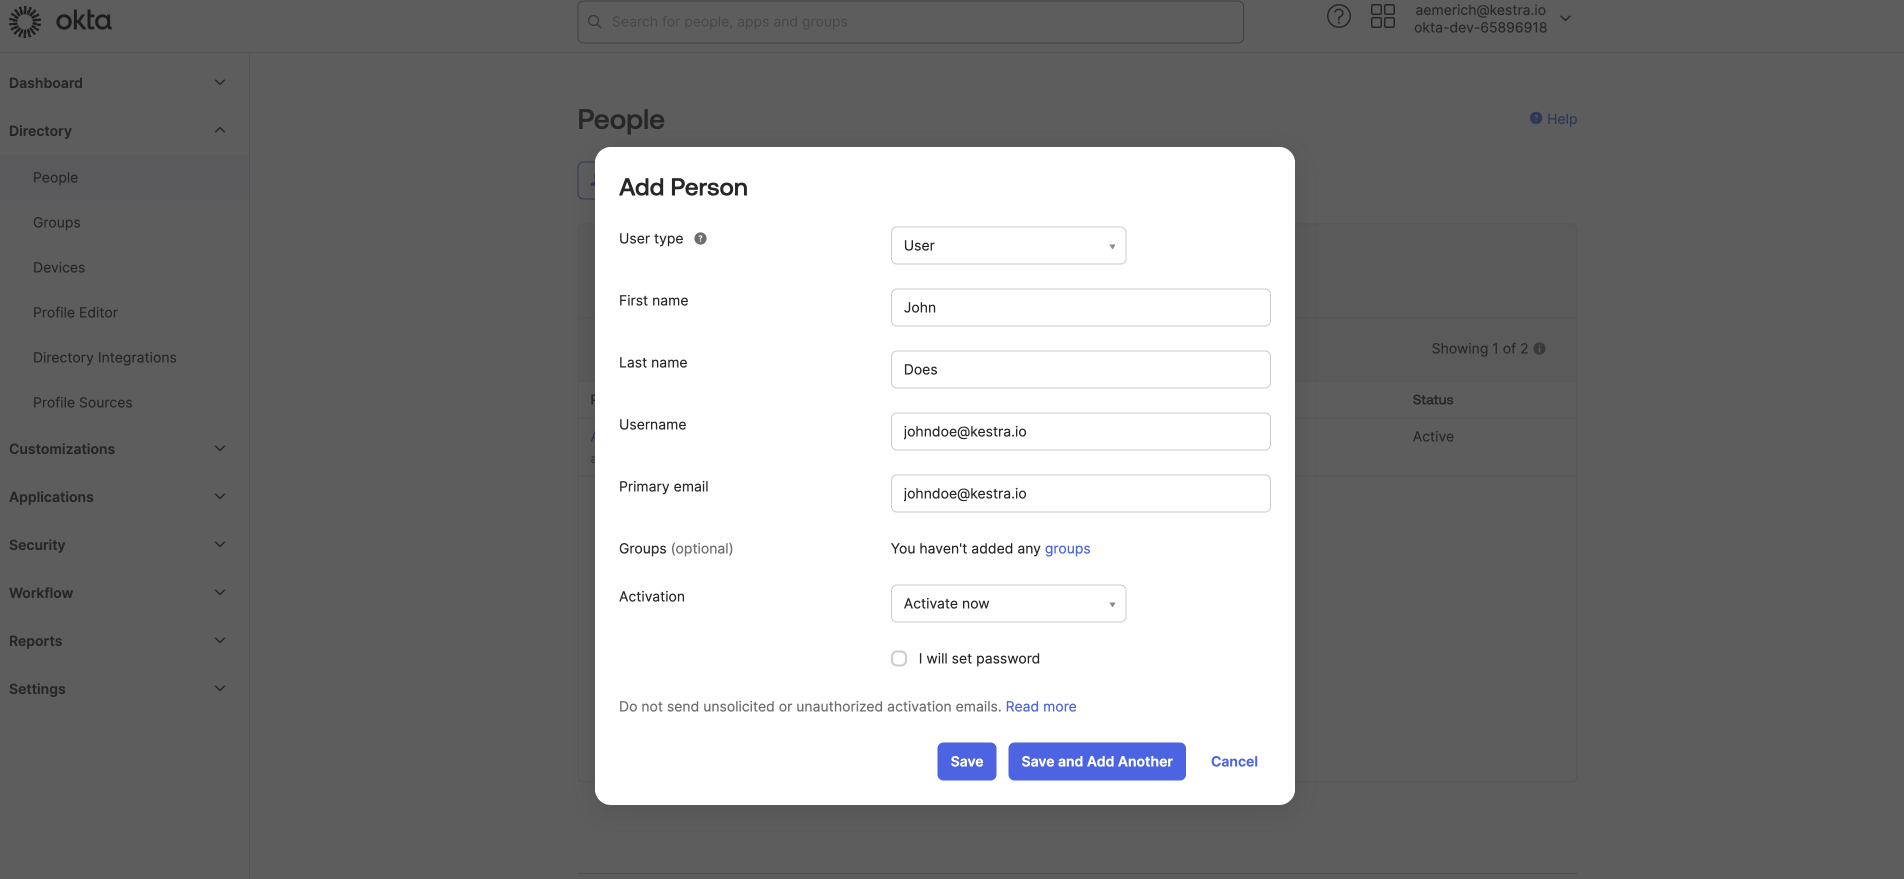 okta
Search for people, apps and groups
aemerich@kestra.io
okta-dev-65896918
Dashboard
Directory
People
Groups
Devices
Profile Editor
Directory Integrations
Profile Sources
Customizations
Applications
Security
Workflow
Reports
Settings
People
Help
Showing 1 of 2
Status
Active
Add Person
User type
User
First name
John
Last name
Does
Username
johndoe@kestra.io
Primary email
johndoe@kestra.io
Groups (optional)
You haven't added any groups
Activation
Activate now
I will set password
Do not send unsolicited or unauthorized activation emails. Read more
Save
Save and Add Another
Cancel